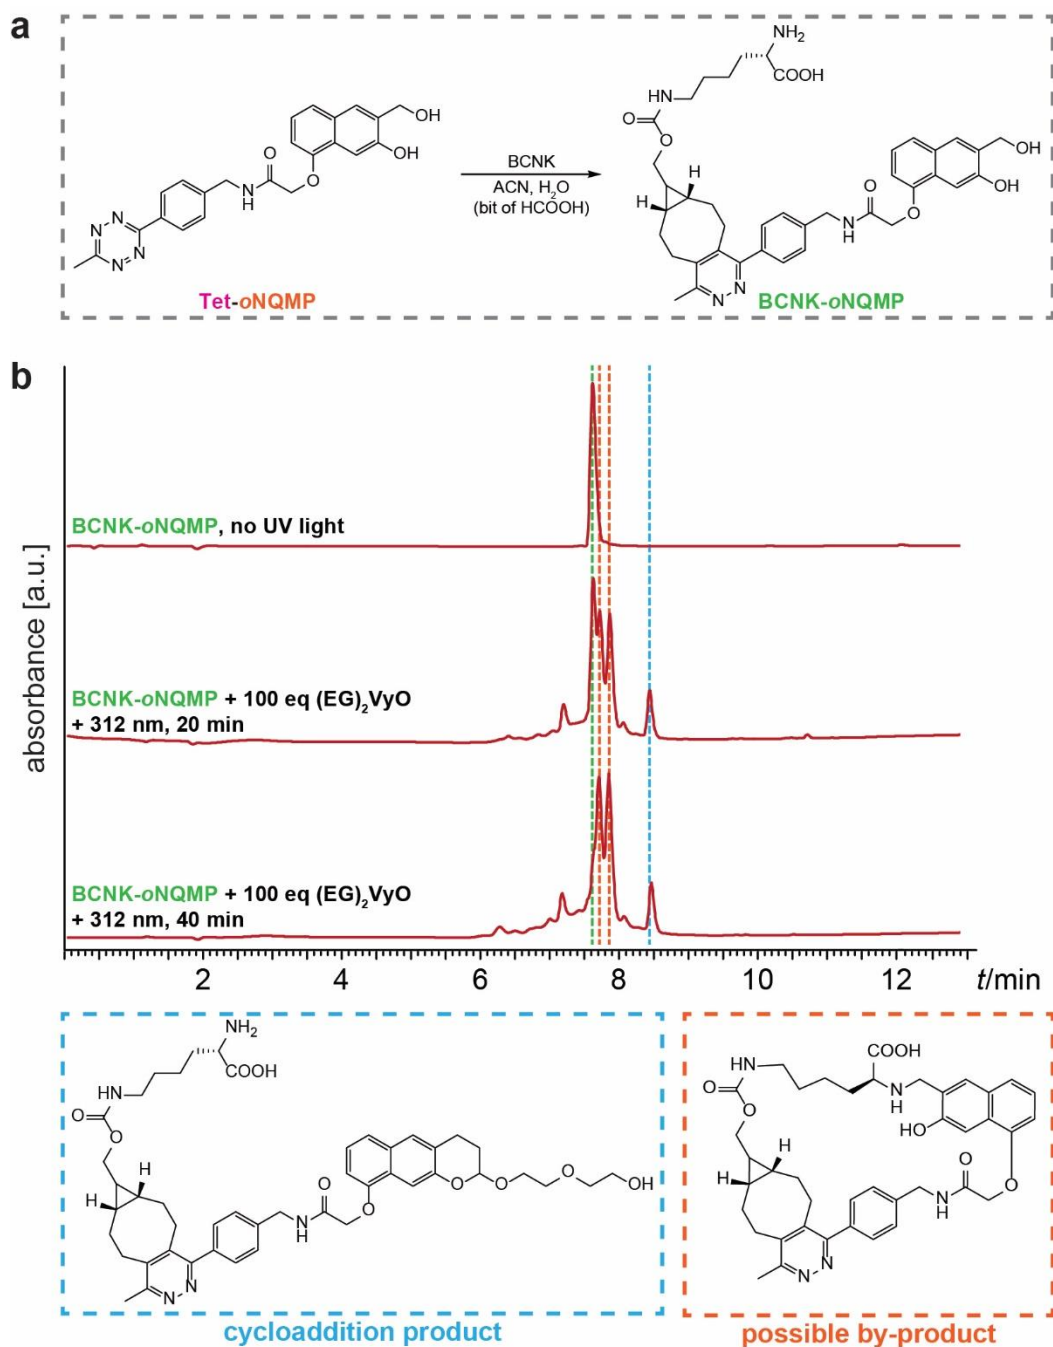 a
OH
OH
O
N
H
O
N
N
N
N
Tet-oNQMP
BCNK
ACN, H2O
(bit of HCOOH)
NH2
COOH
HN
O
O
H
H
OH
OH
O
N
H
O
N
N
BCNK-oNQMP
b
absorbance [a.u.]
BCNK-oNQMP, no UV light
BCNK-oNQMP + 100 eq (EG)2VyO
+ 312 nm, 20 min
BCNK-oNQMP + 100 eq (EG)2VyO
+ 312 nm, 40 min
2 4 6 8 10 12 t/min
NH2
COOH
HN
O
O
H
H
O
N
H
O
O
O
O
OH
N
N
cycloaddition product
COOH
HN
N
H
O
O
HO
H
H
O
N
H
O
N
N
possible by-product